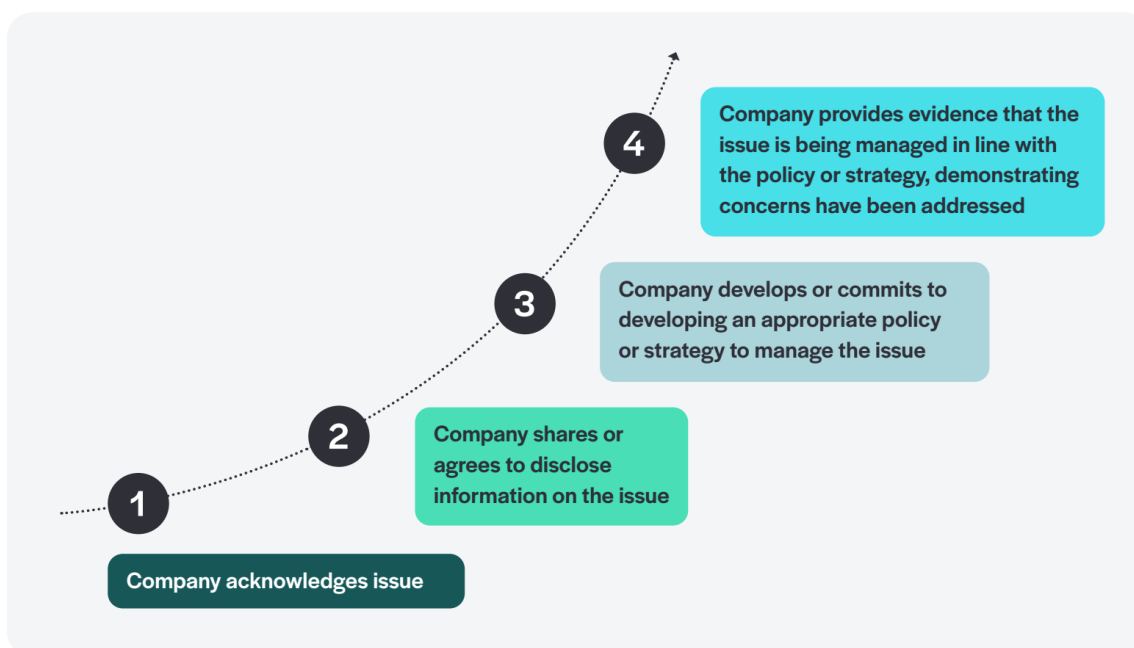 1
Company acknowledges issue
2
Company shares or
agrees to disclose
information on the issue
3
Company develops or commits to
developing an appropriate policy
or strategy to manage the issue
4
Company provides evidence that the
issue is being managed in line with
the policy or strategy, demonstrating
concerns have been addressed